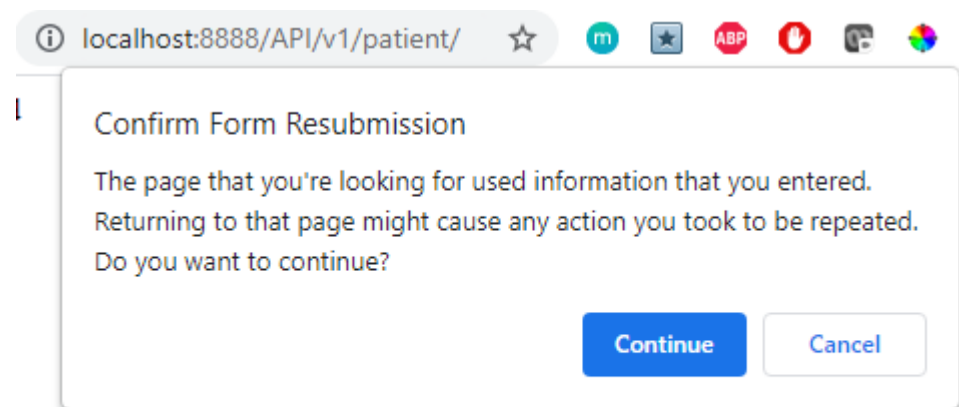 localhost:8888/API/v1/patient/
m
ABP
Confirm Form Resubmission
The page that you're looking for used information that you entered.
Returning to that page might cause any action you took to be repeated.
Do you want to continue?
Continue
Cancel